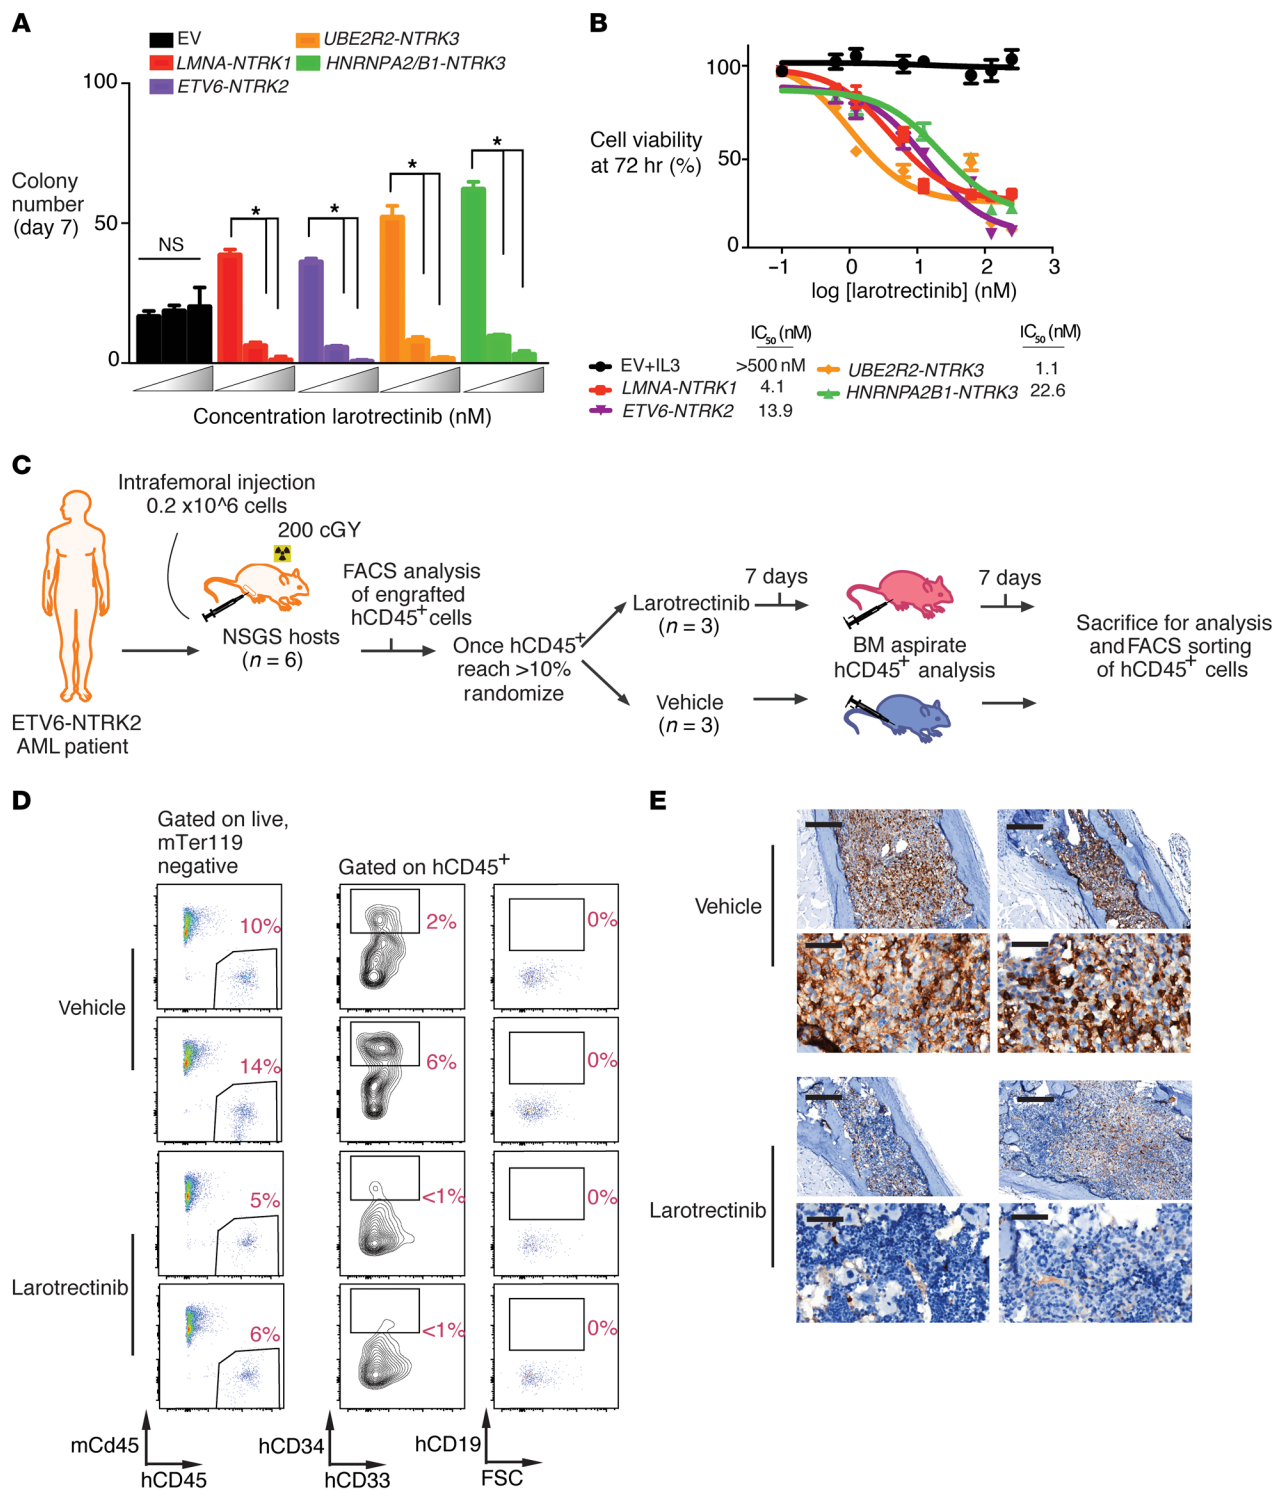 A
EV
UBE2R2-NTRK3
LMNA-NTRK1
HNRNPA2/B1-NTRK3
ETV6-NTRK2
100
50
0
Colony
number
(day 7)
NS
*
*
*
*
Concentration larotrectinib (nM)
B
100
50
0
Cell viability
at 72 hr (%)
−1 0 1 2 3
log [larotrectinib] (nM)
IC50 (nM)
IC50 (nM)
EV+IL3 >500 nM
UBE2R2-NTRK3 1.1
LMNA-NTRK1 4.1
HNRNPA2B1-NTRK3 22.6
ETV6-NTRK2 13.9
C
Intrafemoral injection
0.2 x10^6 cells
200 cGY
ETV6-NTRK2
AML patient
NSGS hosts
(n = 6)
FACS analysis
of engrafted
hCD45+ cells
Once hCD45+
reach >10%
randomize
Larotrectinib
(n = 3)
Vehicle
(n = 3)
7 days
BM aspirate
hCD45+ analysis
7 days
Sacrifice for analysis
and FACS sorting
of hCD45+ cells
D
Gated on live,
mTer119
negative
Gated on hCD45+
Vehicle
10%
2%
0%
14%
6%
0%
Larotrectinib
5%
<1%
0%
6%
<1%
0%
mCd45
hCD45
hCD34
hCD33
hCD19
FSC
E
Vehicle
Larotrectinib